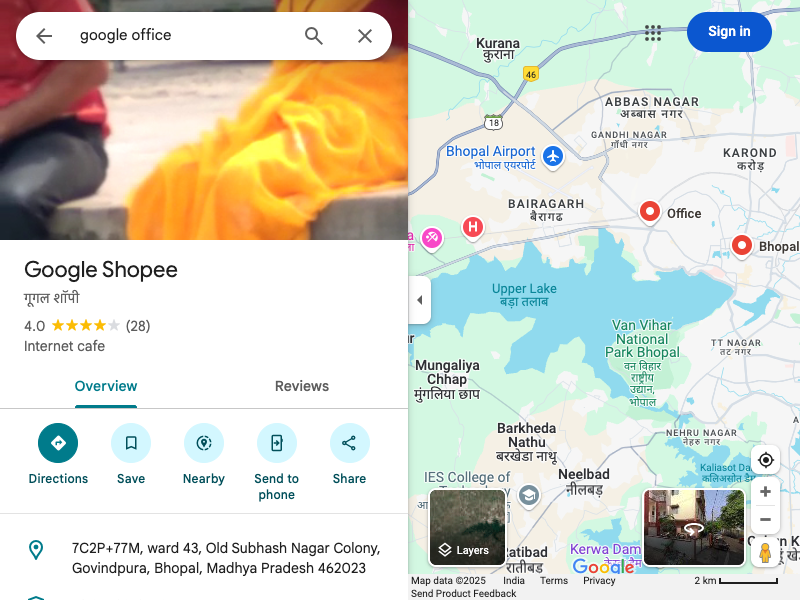 google office
Google Shopee
गूगल शॉपी
4.0 (28)
Internet cafe
Overview
Reviews
Directions
Save
Nearby
Send to
phone
Share
7C2P+77M, ward 43, Old Subhash Nagar Colony,
Govindpura, Bhopal, Madhya Pradesh 462023
Sign in
Kurana
कुराना
46
18
ABBAS NAGAR
अब्बास नगर
GANDHI NAGAR
गाँधी नगर
Bhopal Airport
भोपाल एयरपोर्ट
KAROND
करोंद
BAIRAGARH
बैरागढ
Office
H
Bhopal
Upper Lake
बड़ा तलाब
Van Vihar
National
Park Bhopal
वन विहार
राष्ट्रीय
उद्यान,
भोपाल
TT NAGAR
तट नगर
Mungaliya
Chhap
मुंगलिया छाप
Barkheda
Nathu
बरखेडा नाथू
NEHRU NAGAR
नेहरु नगर
Neelbad
नीलबड़
IES College of
Layers
Ratibad
रातीबड़
Kerwa Dam
Google
Map data ©2025
India
Terms
Privacy
2 km
Send Product Feedback